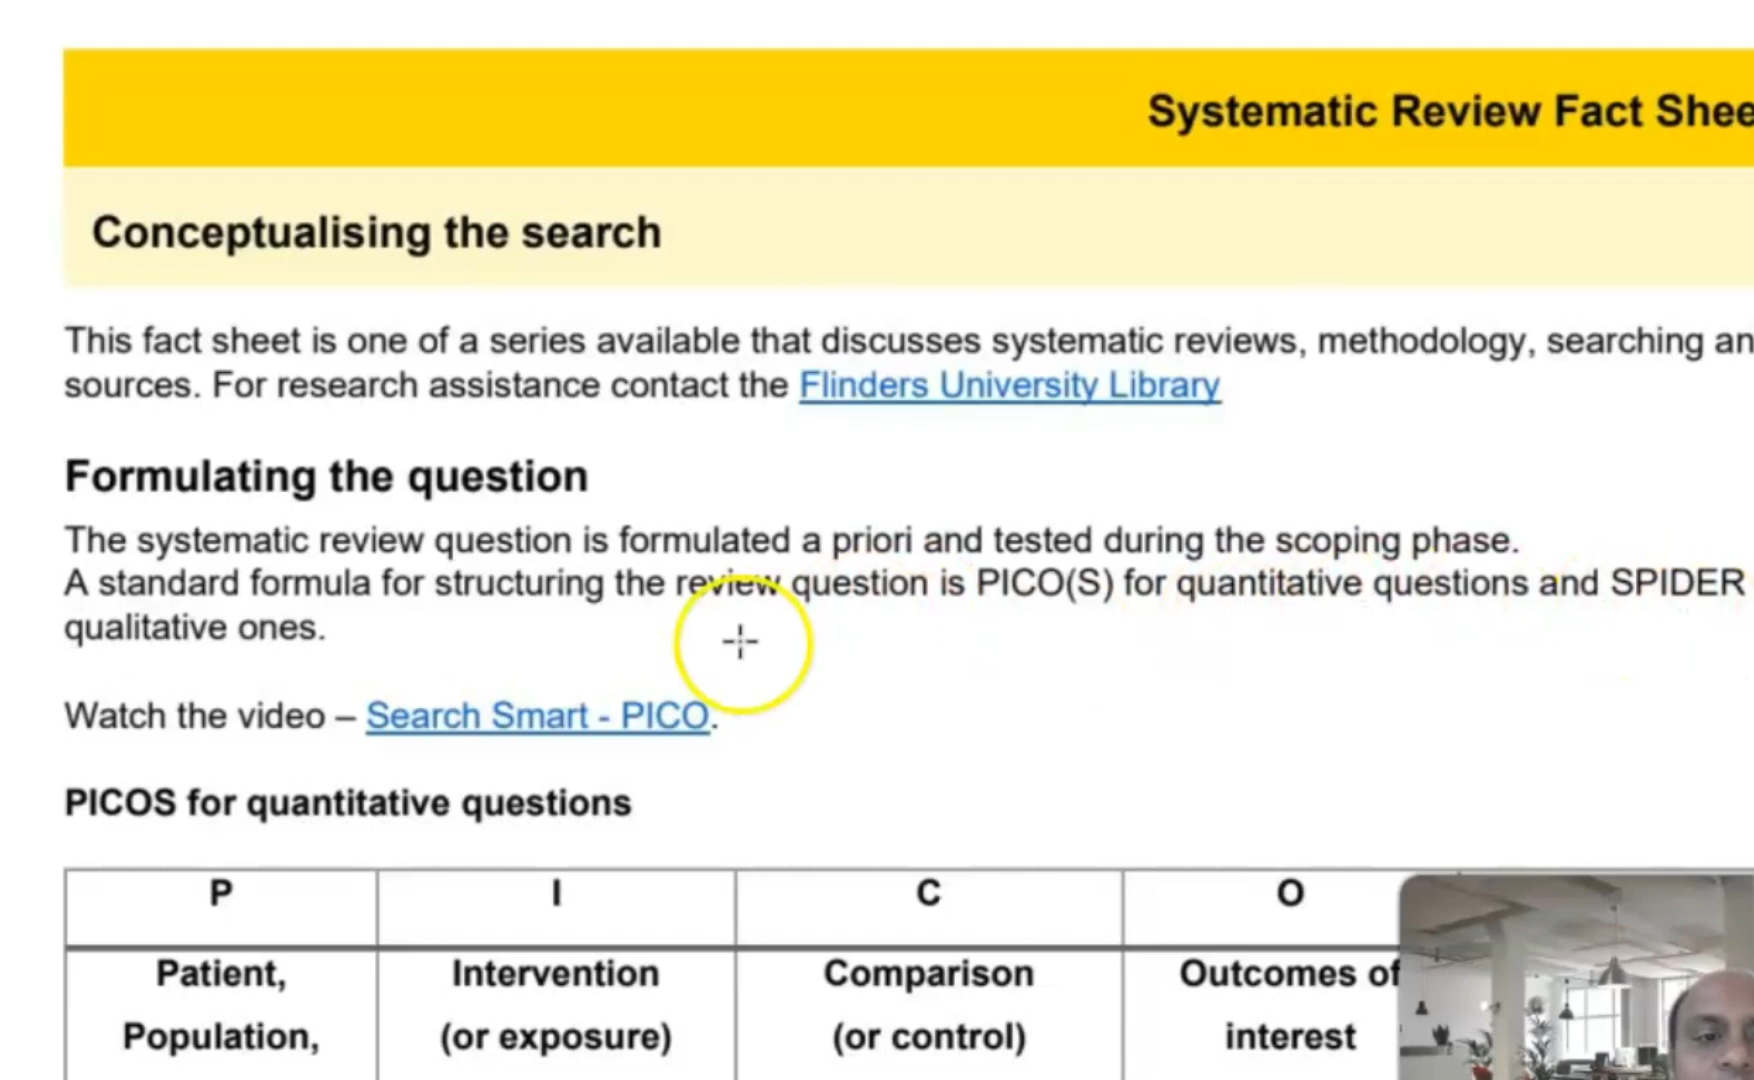 Systematic Review Fact Shee
Conceptualising the search
This fact sheet is one of a series available that discusses systematic reviews, methodology, searching an
sources. For research assistance contact the Flinders University Library
Formulating the question
The systematic review question is formulated a priori and tested during the scoping phase.
A standard formula for structuring the review question is PICO(S) for quantitative questions and SPIDER
qualitative ones.
Watch the video – Search Smart - PICO.
PICOS for quantitative questions
P I C O
Patient, Intervention Comparison Outcomes of
Population, (or exposure) (or control) interest